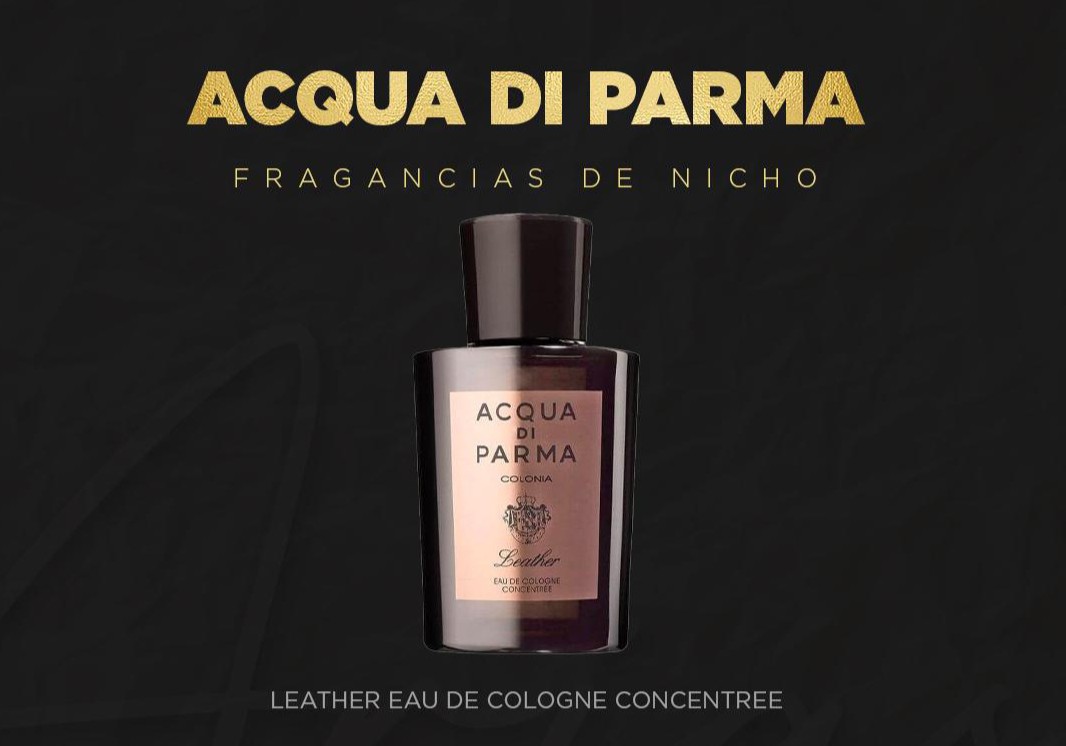 ACQUA DI PARMA
FRAGANCIAS DE NICHO
ACQUA
DI
PARMA
COLONIA
Leather
EAU DE COLOGNE
CONCENTRÉE
LEATHER EAU DE COLOGNE CONCENTREE